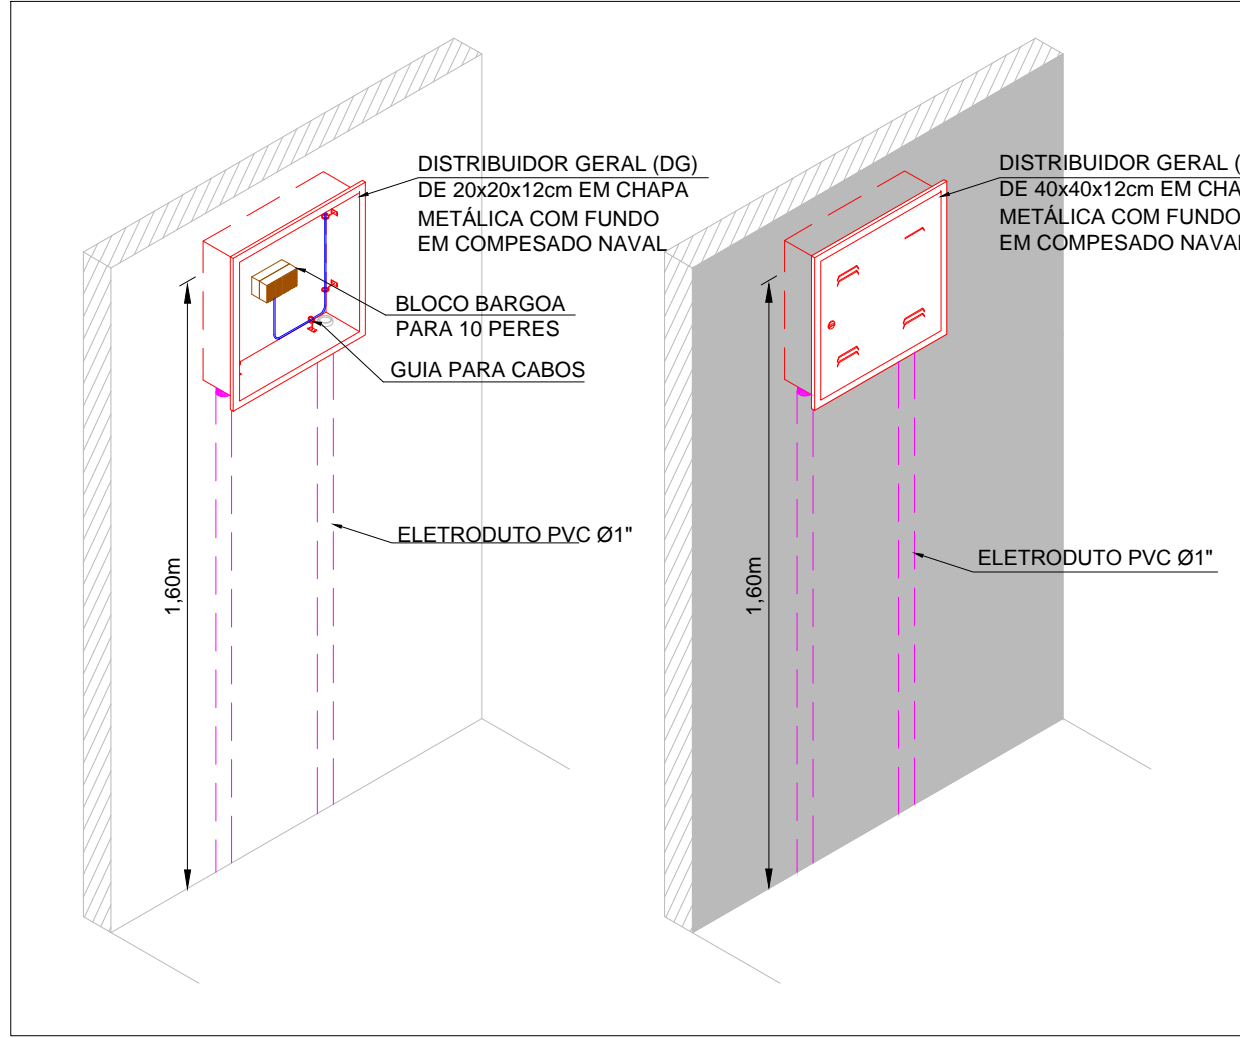 DISTRIBUIDOR GERAL (DG)
DE 20x20x12cm EM CHAPA
METÁLICA COM FUNDO
EM COMPESADO NAVAL
BLOCO BARGOA
PARA 10 PERES
GUIA PARA CABOS
ELETRODUTO PVC Ø1"
1,60m
DISTRIBUIDOR GERAL (
DE 40x40x12cm EM CHA
METÁLICA COM FUNDO
EM COMPESADO NAVAL
ELETRODUTO PVC Ø1"
1,60m